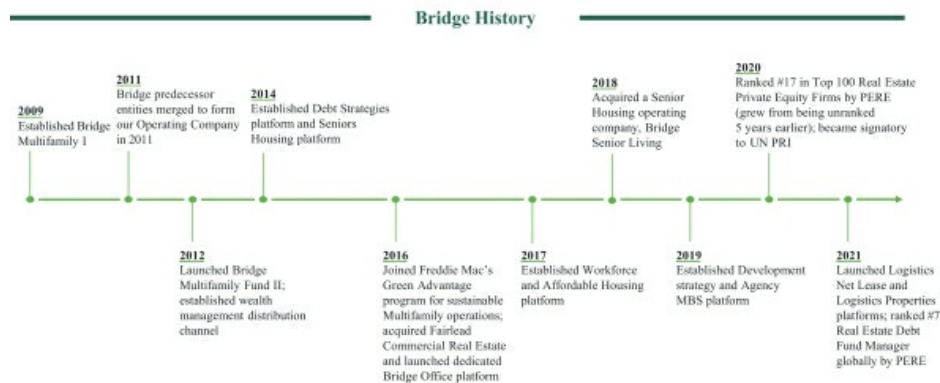 Bridge History
2009
Established Bridge
Multifamily I
2011
Bridge predecessor
entities merged to form
our Operating Company
in 2011
2014
Established Debt Strategies
platform and Seniors
Housing platform
2018
Acquired a Senior
Housing operating
company, Bridge
Senior Living
2020
Ranked #17 in Top 100 Real Estate
Private Equity Firms by PERE
(grew from being unranked
5 years earlier); became signatory
to UN PRI
2012
Launched Bridge
Multifamily Fund II;
established wealth
management distribution
channel
2016
Joined Freddie Mac's
Green Advantage
program for sustainable
Multifamily operations;
acquired Fairlead
Commercial Real Estate
and launched dedicated
Bridge Office platform
2017
Established Workforce
and Affordable Housing
platform
2019
Established Development
strategy and Agency
MBS platform
2021
Launched Logistics
Net Lease and
Logistics Properties
platforms; ranked #7
Real Estate Debt
Fund Manager
globally by PERE